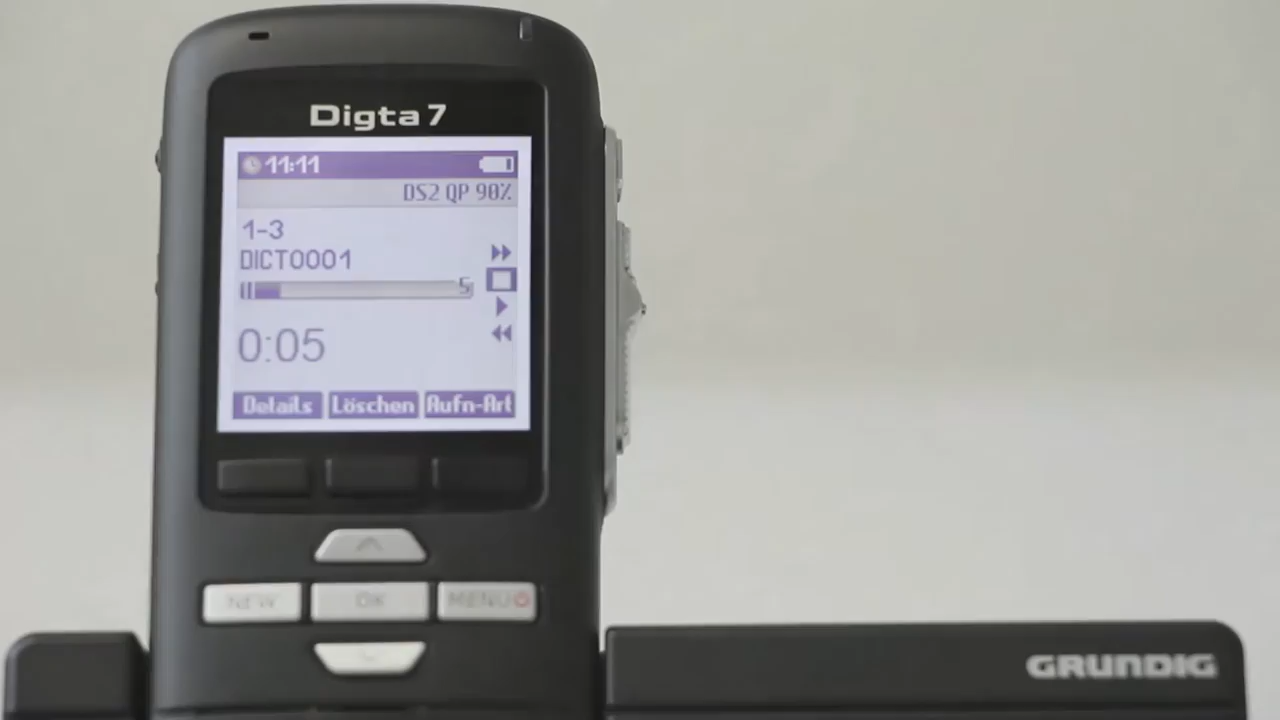 Digta 7
11:11
DS2 QP 90%
1-3
DICT0001
5
0:05
Details Löschen Aufn-Art
NEW OK MENU
GRUNDIG